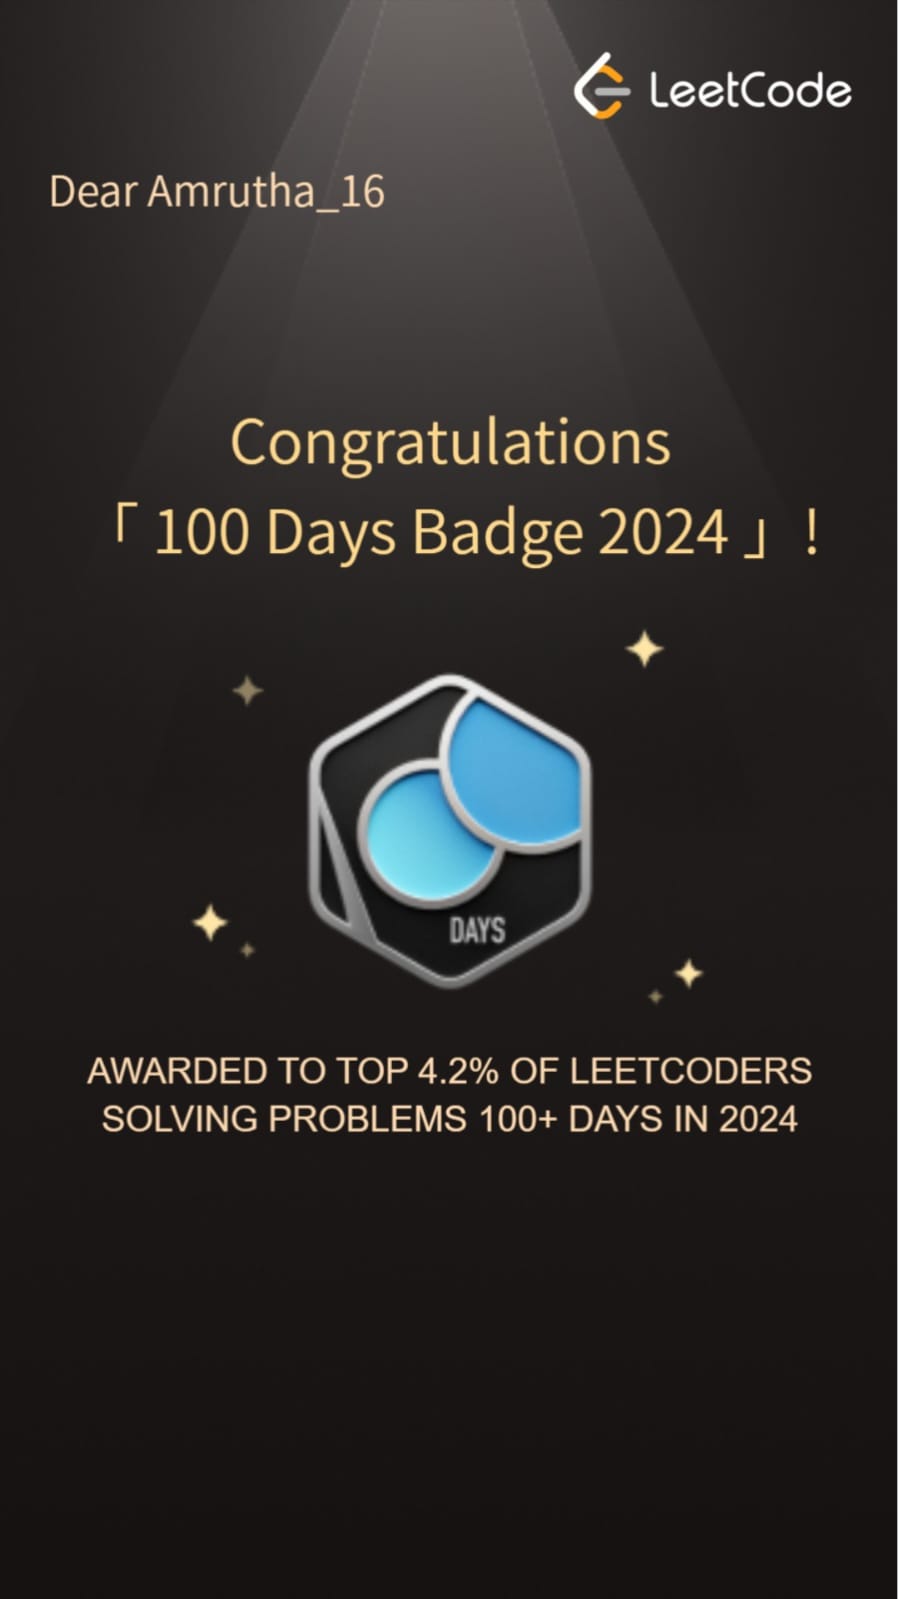 LeetCode
Dear Amrutha_16
Congratulations
「 100 Days Badge 2024 」 !
DAYS
AWARDED TO TOP 4.2% OF LEETCODERS
SOLVING PROBLEMS 100+ DAYS IN 2024